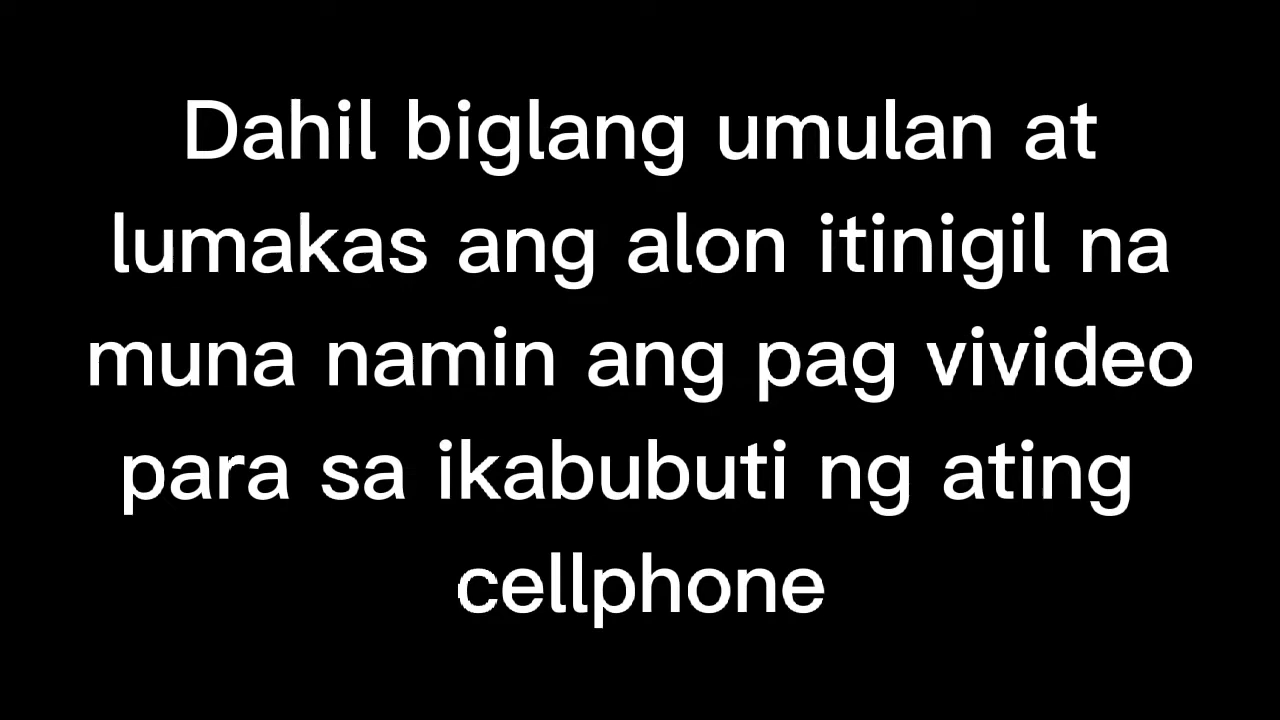 Dahil biglang umulan at
lumakas ang alon itinigil na
muna namin ang pag vivideo
para sa ikabubuti ng ating
cellphone